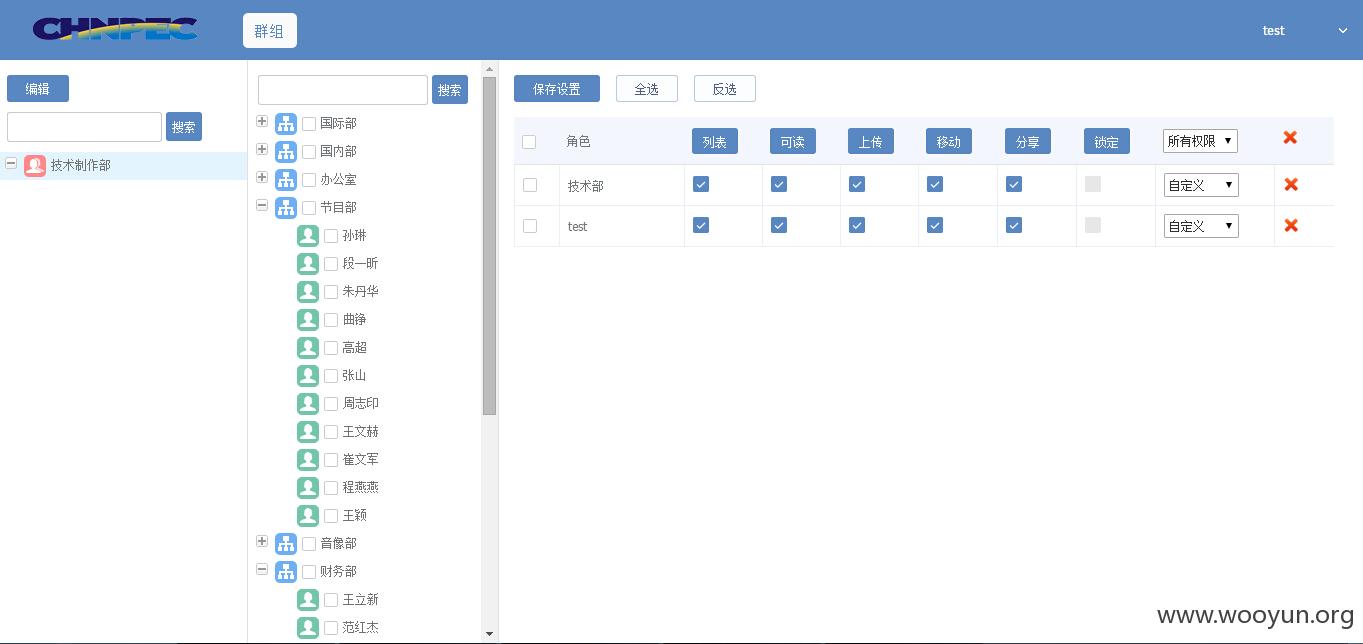 CHNPEC
群组
test
编辑
搜索
技术制作部
搜索
国际部
国内部
办公室
节目部
孙琳
段一昕
朱丹华
曲铮
高超
张山
周志印
王文赫
崔文军
程燕燕
王颖
音像部
财务部
王立新
范红杰
保存设置 全选 反选
角色 列表 可读 上传 移动 分享 锁定 所有权限
技术部 自定义
test 自定义
www.wooyun.org